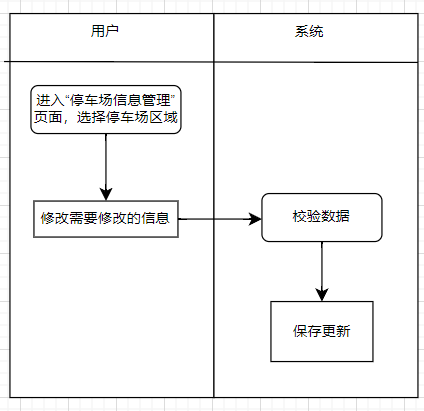 用户
系统
进入“停车场信息管理”
页面，选择停车场区域
修改需要修改的信息
校验数据
保存更新